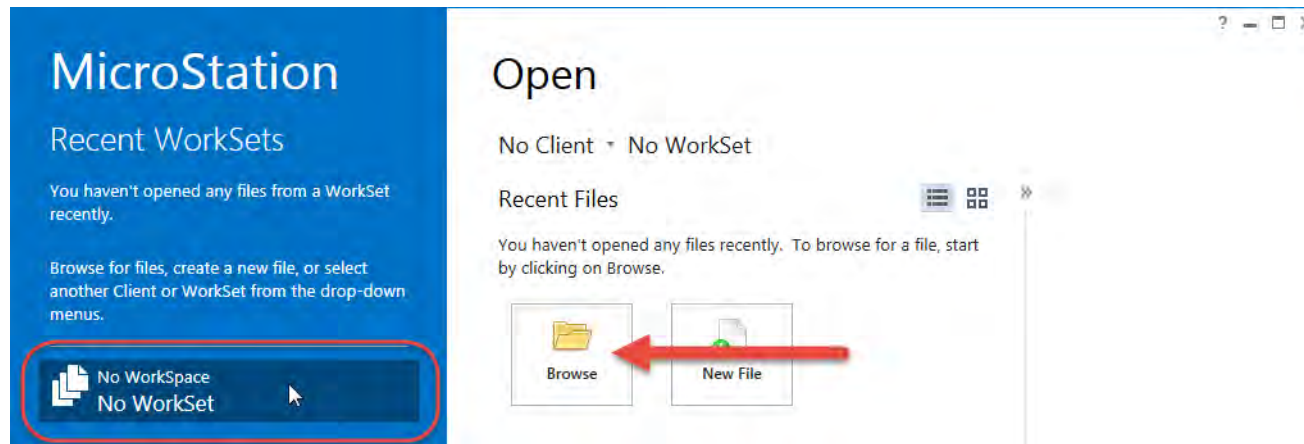 MicroStation
Recent WorkSets
You haven't opened any files from a WorkSet
recently.
Browse for files, create a new file, or select
another Client or WorkSet from the drop-down
menus.
No WorkSpace
No WorkSet
?
Open
No Client No WorkSet
Recent Files
You haven't opened any files recently. To browse for a file, start
by clicking on Browse.
Browse
New File